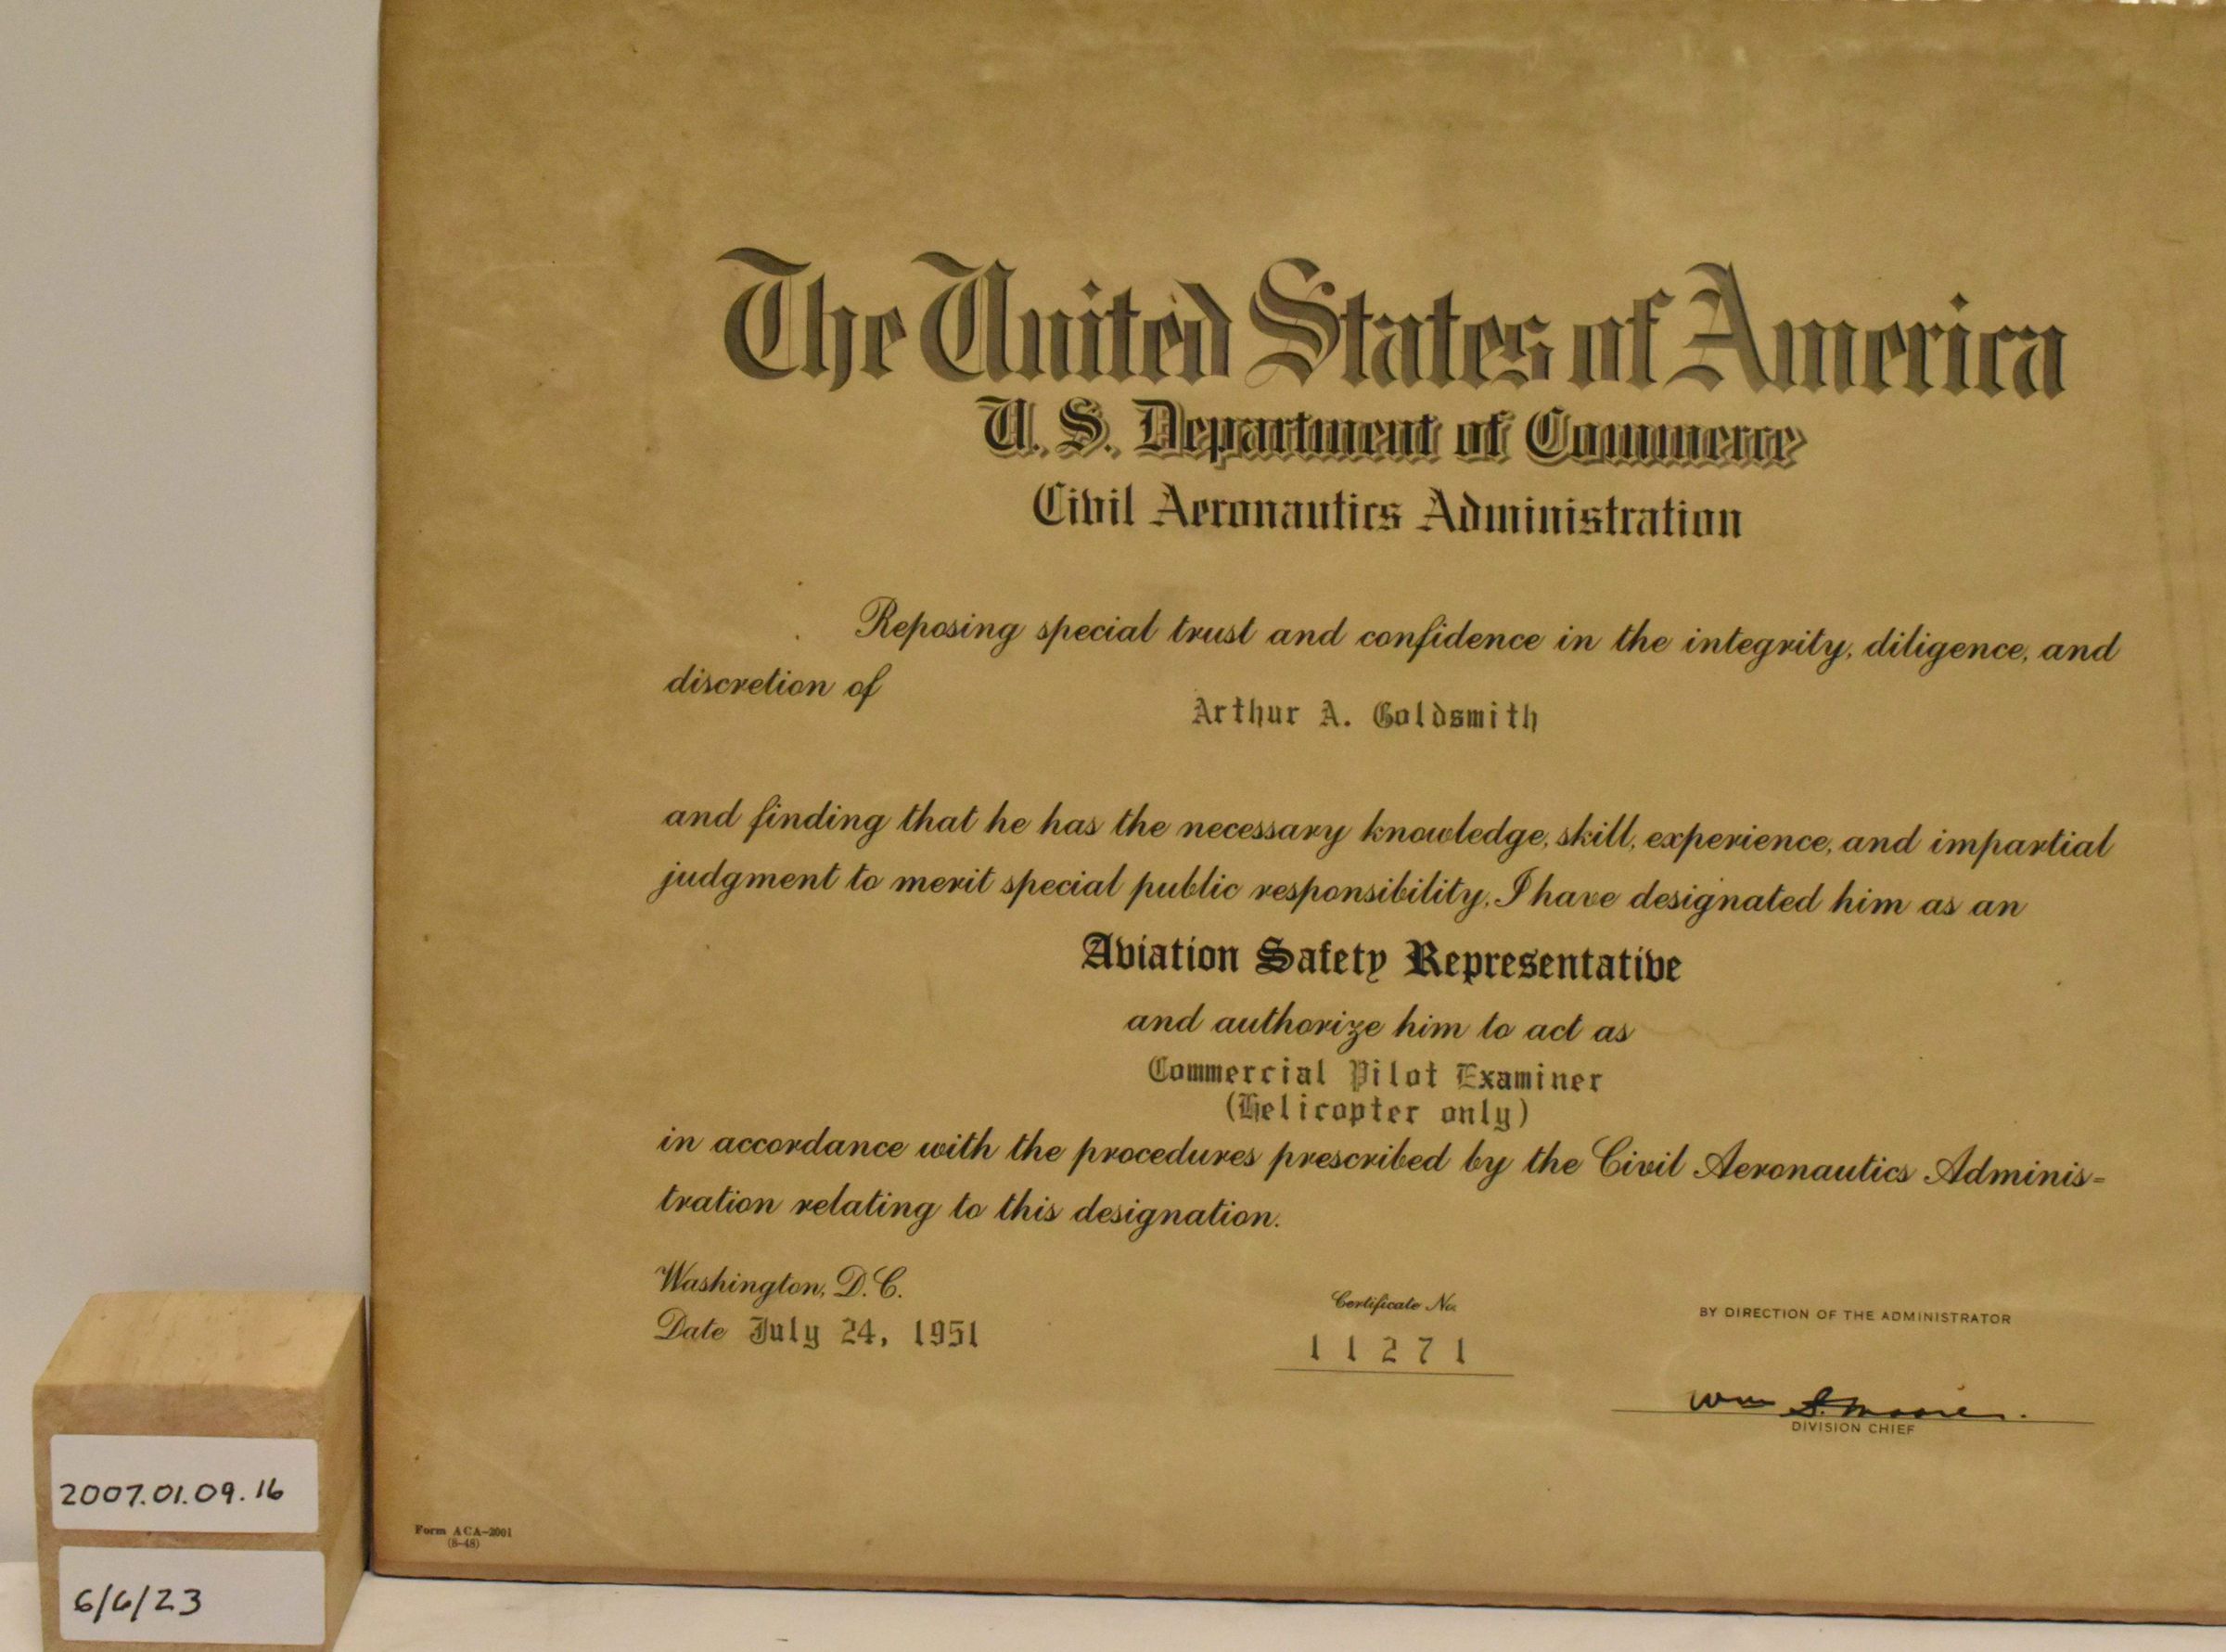 The United States of America
U. S. Department of Commerce
Civil Aeronautics Administration
Reposing special trust and confidence in the integrity, diligence, and
discretion of
Arthur A. Goldsmith
and finding that he has the necessary knowledge, skill, experience, and impartial
judgment to merit special public responsibility, I have designated him as an
Aviation Safety Representative
and authorize him to act as
Commercial Pilot Examiner
(Helicopter only)
in accordance with the procedures prescribed by the Civil Aeronautics Adminis=
tration relating to this designation.
Washington, D. C.
Date July 24, 1951
Certificate No.
11271
BY DIRECTION OF THE ADMINISTRATOR
Wm S. Moore.
DIVISION CHIEF
Form ACA-2001
(8-48)
2007.01.09.16
6/6/23